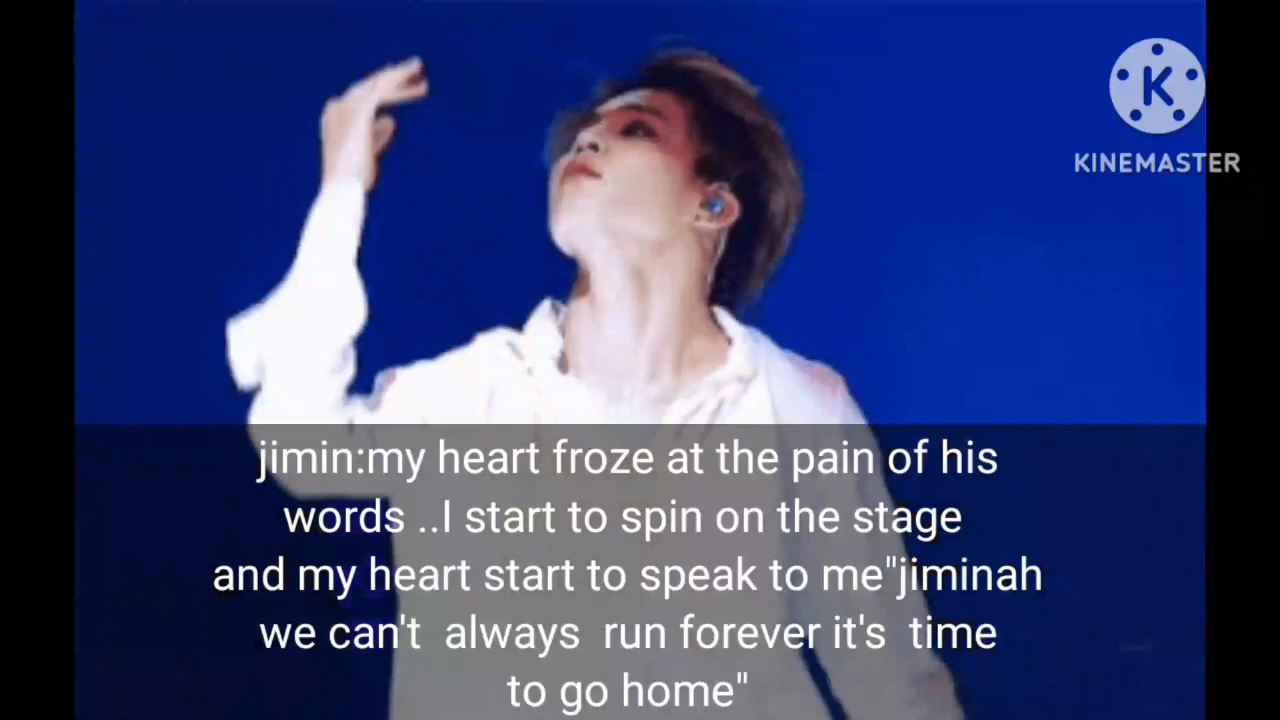 KINEMASTER
jimin:my heart froze at the pain of his
words ..I start to spin on the stage
and my heart start to speak to me"jiminah
we can't  always  run forever it's  time
to go home"